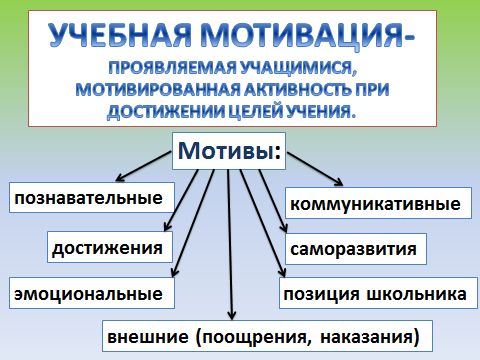 УЧЕБНАЯ МОТИВАЦИЯ-
ПРОЯВЛЯЕМАЯ УЧАЩИМИСЯ,
МОТИВИРОВАННАЯ АКТИВНОСТЬ ПРИ
ДОСТИЖЕНИИ ЦЕЛЕЙ УЧЕНИЯ.
Мотивы:
познавательные
коммуникативные
достижения
саморазвития
эмоциональные
позиция школьника
внешние (поощрения, наказания)